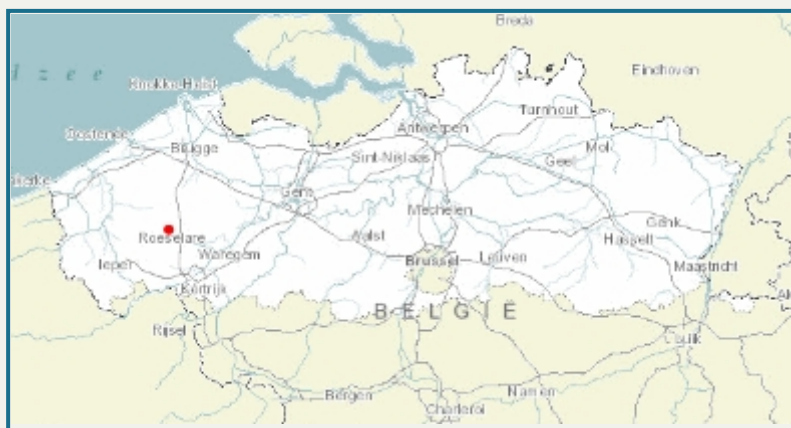 Breda
Zee
Eindhoven
Knokke-Heist
Turnhout
Oostende
Antwerpen
Brugge
Mol
Sint-Niklaas
Geel
Gent
Mechelen
Genk
Roeselare
Aalst
Hasselt
Waregem
Leuven
Ieper
Brussel
Maastricht
Kortrijk
BELGIË
Rijsel
Luik
Namen
Bergen
Charleroi